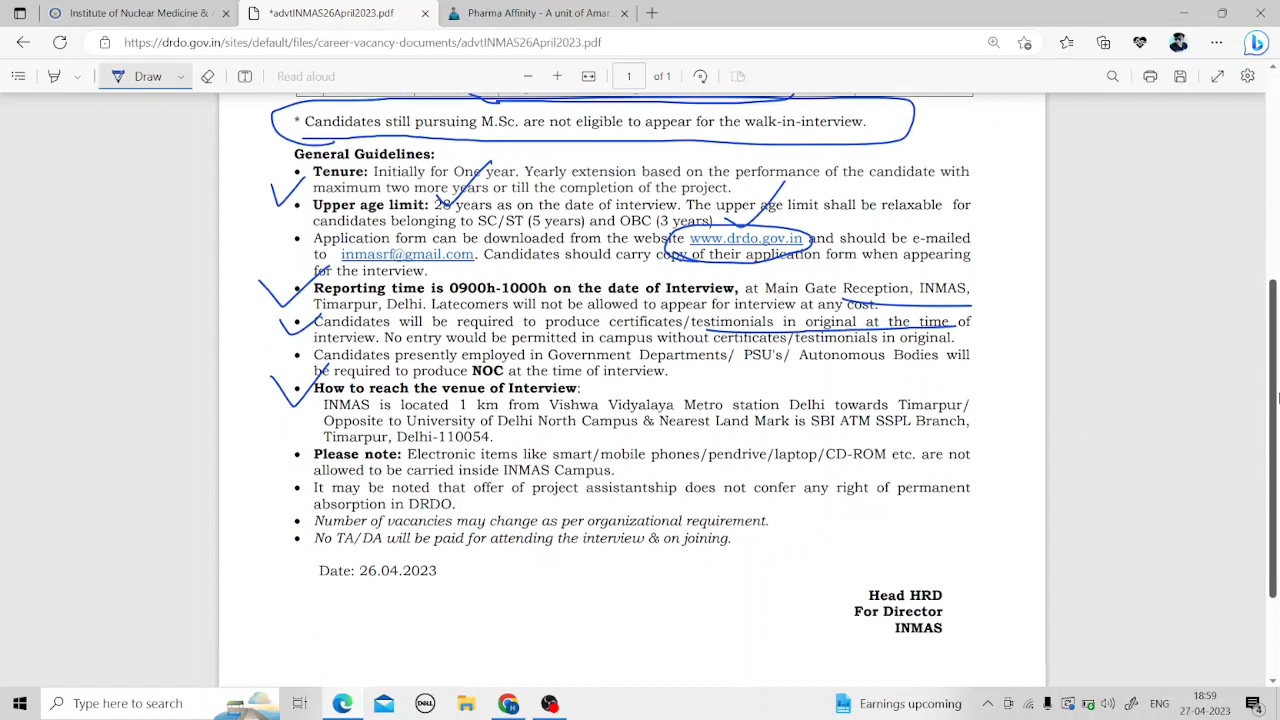 Institute of Nuclear Medicine & A
*advtINMAS26April2023.pdf
Pharma Affinity - A unit of Amar
https://drdo.gov.in/sites/default/files/career-vacancy-documents/advtINMAS26April2023.pdf
Draw
Read aloud
1
of 1
* Candidates still pursuing M.Sc. are not eligible to appear for the walk-in-interview.
General Guidelines:
• Tenure: Initially for One year. Yearly extension based on the performance of the candidate with
maximum two more years or till the completion of the project.
• Upper age limit: 28 years as on the date of interview. The upper age limit shall be relaxable for
candidates belonging to SC/ST (5 years) and OBC (3 years)
• Application form can be downloaded from the website www.drdo.gov.in and should be e-mailed
to inmasrf@gmail.com. Candidates should carry copy of their application form when appearing
for the interview.
• Reporting time is 0900h-1000h on the date of Interview, at Main Gate Reception, INMAS,
Timarpur, Delhi. Latecomers will not be allowed to appear for interview at any cost.
• Candidates will be required to produce certificates/testimonials in original at the time of
interview. No entry would be permitted in campus without certificates/testimonials in original.
• Candidates presently employed in Government Departments/ PSU's/ Autonomous Bodies will
be required to produce NOC at the time of interview.
• How to reach the venue of Interview:
INMAS is located 1 km from Vishwa Vidyalaya Metro station Delhi towards Timarpur/
Opposite to University of Delhi North Campus & Nearest Land Mark is SBI ATM SSPL Branch,
Timarpur, Delhi-110054.
• Please note: Electronic items like smart/mobile phones/pendrive/laptop/CD-ROM etc. are not
allowed to be carried inside INMAS Campus.
• It may be noted that offer of project assistantship does not confer any right of permanent
absorption in DRDO.
• Number of vacancies may change as per organizational requirement.
• No TA/DA will be paid for attending the interview & on joining.
Date: 26.04.2023
Head HRD
For Director
INMAS
Type here to search
DELL
Earnings upcoming
ENG
18:59
27-04-2023
4